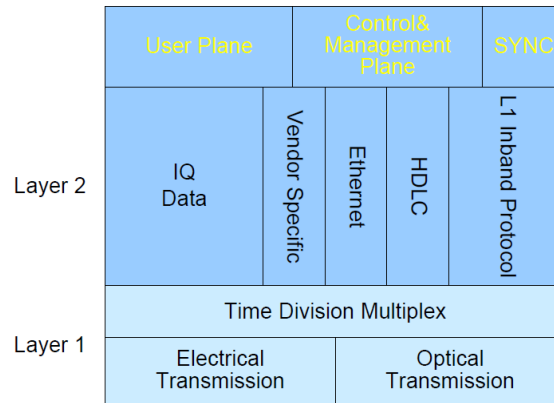 User Plane
Control&
Management
Plane
SYNC
Layer 2
IQ
Data
Vendor Specific
Ethernet
HDLC
L1 Inband Protocol
Time Division Multiplex
Layer 1
Electrical
Transmission
Optical
Transmission